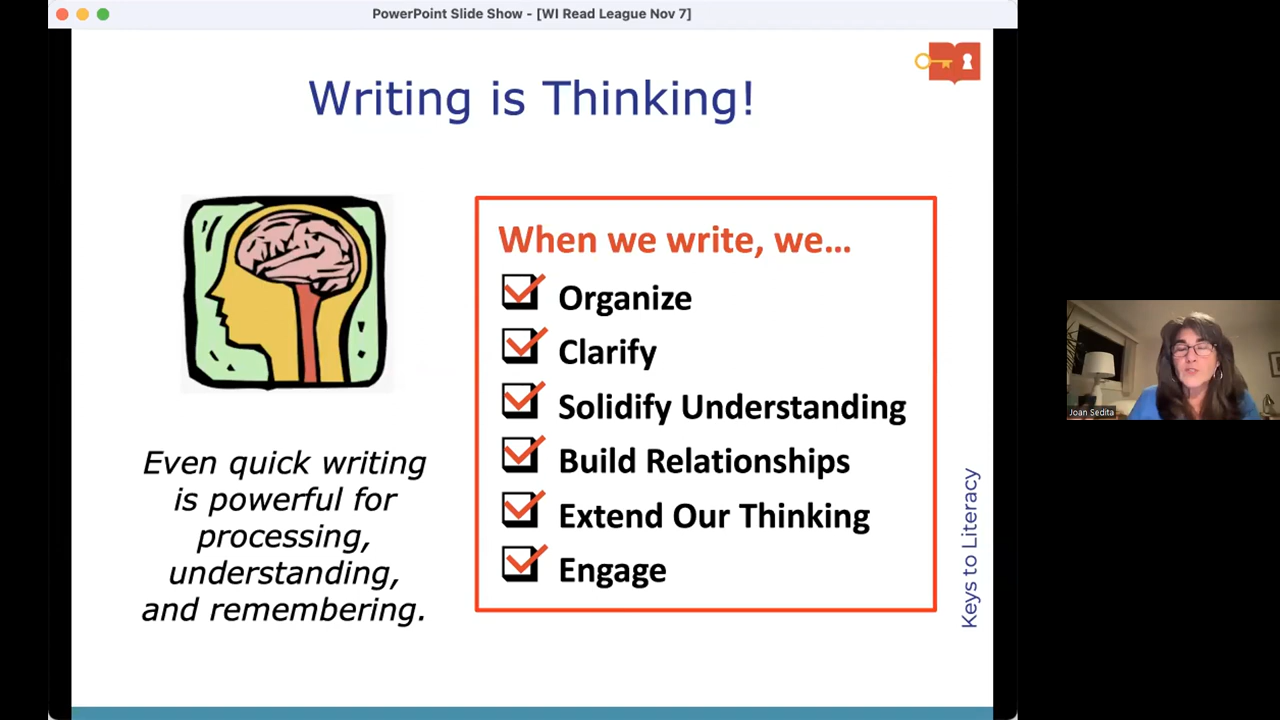 PowerPoint Slide Show - [WI Read League Nov 7]
Writing is Thinking!
Even quick writing
is powerful for
processing,
understanding,
and remembering.
When we write, we...
Organize
Clarify
Solidify Understanding
Build Relationships
Extend Our Thinking
Engage
Keys to Literacy
Joan Sedita